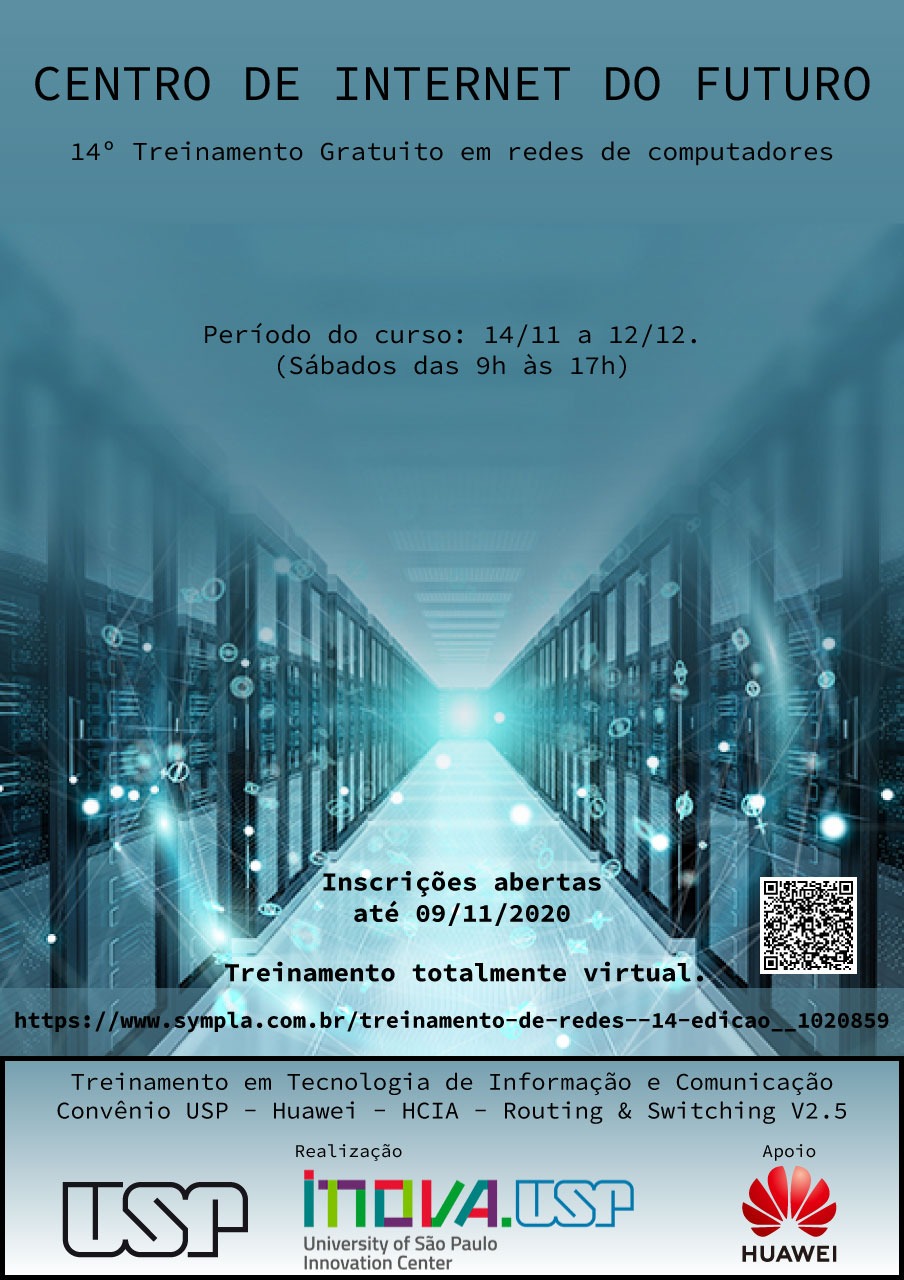 CENTRO DE INTERNET DO FUTURO
14º Treinamento Gratuito em redes de computadores
Período do curso: 14/11 a 12/12.
(Sábados das 9h às 17h)
Inscrições abertas
até 09/11/2020
Treinamento totalmente virtual.
https://www.sympla.com.br/treinamento-de-redes--14-edicao__1020859
Treinamento em Tecnologia de Informação e Comunicação
Convênio USP - Huawei - HCIA - Routing & Switching V2.5
Realização
Apoio
USP
inova.USP
University of São Paulo
Innovation Center
HUAWEI